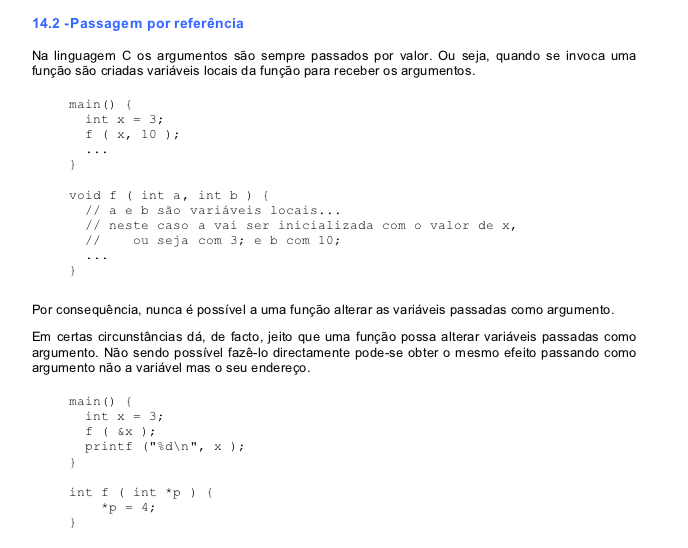 14.2 -Passagem por referência
Na linguagem C os argumentos são sempre passados por valor. Ou seja, quando se invoca uma
função são criadas variáveis locais da função para receber os argumentos.
main() {
int x = 3;
f ( x, 10 );
...
}
void f ( int a, int b ) {
// a e b são variáveis locais...
// neste caso a vai ser inicializada com o valor de x,
// ou seja com 3; e b com 10;
...
}
Por consequência, nunca é possível a uma função alterar as variáveis passadas como argumento.
Em certas circunstâncias dá, de facto, jeito que uma função possa alterar variáveis passadas como
argumento. Não sendo possível fazê-lo directamente pode-se obter o mesmo efeito passando como
argumento não a variável mas o seu endereço.
main() {
int x = 3;
f ( &x );
printf ("%d\n", x );
}
int f ( int *p ) {
*p = 4;
}